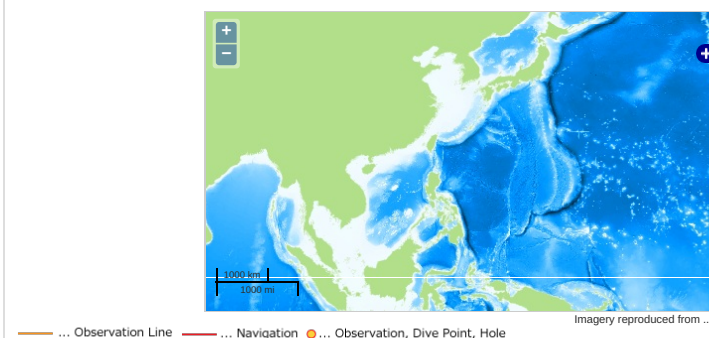 +
−
+
1000 km
1000 mi
Imagery reproduced from ..
... Observation Line ... Navigation ... Observation, Dive Point, Hole